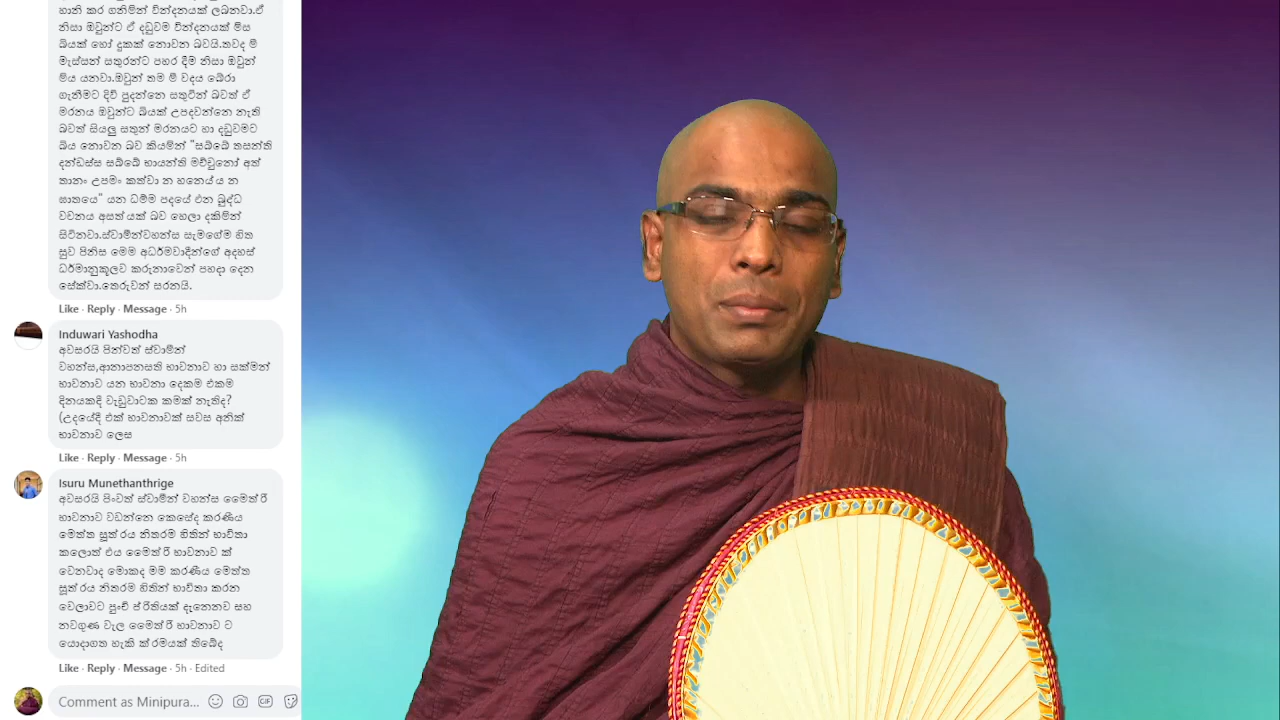 හානි කර ගනිමින් වින්දනයක් ලබනවා.ඒ
නිසා ඔවුන්ට ඒ දඬුවම වින්දනයක් මිස
බියක් හෝ දුකක් නොවන බවයි.තවද මී
මැස්සන් සතුරන්ට පහර දීම නිසා ඔවුන්
මිය යනවා.ඔවුන් තම මී වදය බේරා
ගැනීමට දිවි පුදන්නෙ සතුටින් බවත් ඒ
මරනය ඔවුන්ට බියක් උපදවන්නෙ නැති
බවත් සියලු සතුන් මරනයට හා දඬුවමට
බිය නොවන බව කියමින් "සබ්බේ තසන්ති
දන්ඩස්ස සබ්බේ භායන්ති මච්චුනෝ අත්
තානං උපමං කත්වා න හනෙය්‍ය න
ඝාතයෙ" යන ධම්ම පදයේ එන බුද්ධ
වචනය අසත්‍යක් බව හෙලා දකිමින්
සිටිනවා.ස්වාමීන්වහන්ස සැමගේම හිත
සුව පිනිස මෙම අධර්මවාදීන්ගේ අදහස්
ධර්මානුකූලව කරුනාවෙන් පහදා දෙන
සේක්වා.තෙරුවන් සරනයි.
Like · Reply · Message · 5h
Induwari Yashodha
අවසරයි පින්වත් ස්වාමීන්
වහන්ස,ආනාපනසති භාවනාව හා සක්මන්
භාවනාව යන භාවනා දෙකම එකම
දිනයකදී වැඩුවාටක කමක් නැතිද?
(උදයේදී එක් භාවනාවක් සවස අනික්
භාවනාව ලෙස
Like · Reply · Message · 5h
Isuru Munethanthrige
අවසරයි පිංවත් ස්වාමීන් වහන්ස මෛත්‍රී
භාවනාව වඩන්නෙ කෙසේද කරණීය
මෙත්ත සූත්‍රය නිතරම හිතින් භාවිතා
කලොත් එය මෛත්‍රී භාවනාව ක්
වෙනවාද මොකද මම කරණීය මෙත්ත
සූත්‍රය නිතරම හිතින් භාවිතා කරන
වෙලාවට පුංචි ප්‍රීතියක් දැනෙනව සහ
නවගුණ වැල මෛත්‍රී භාවනාව ට
යොදාගත හැකි ක්‍රමයක් තිබේද
Like · Reply · Message · 5h · Edited
Comment as Minipura...
GIF